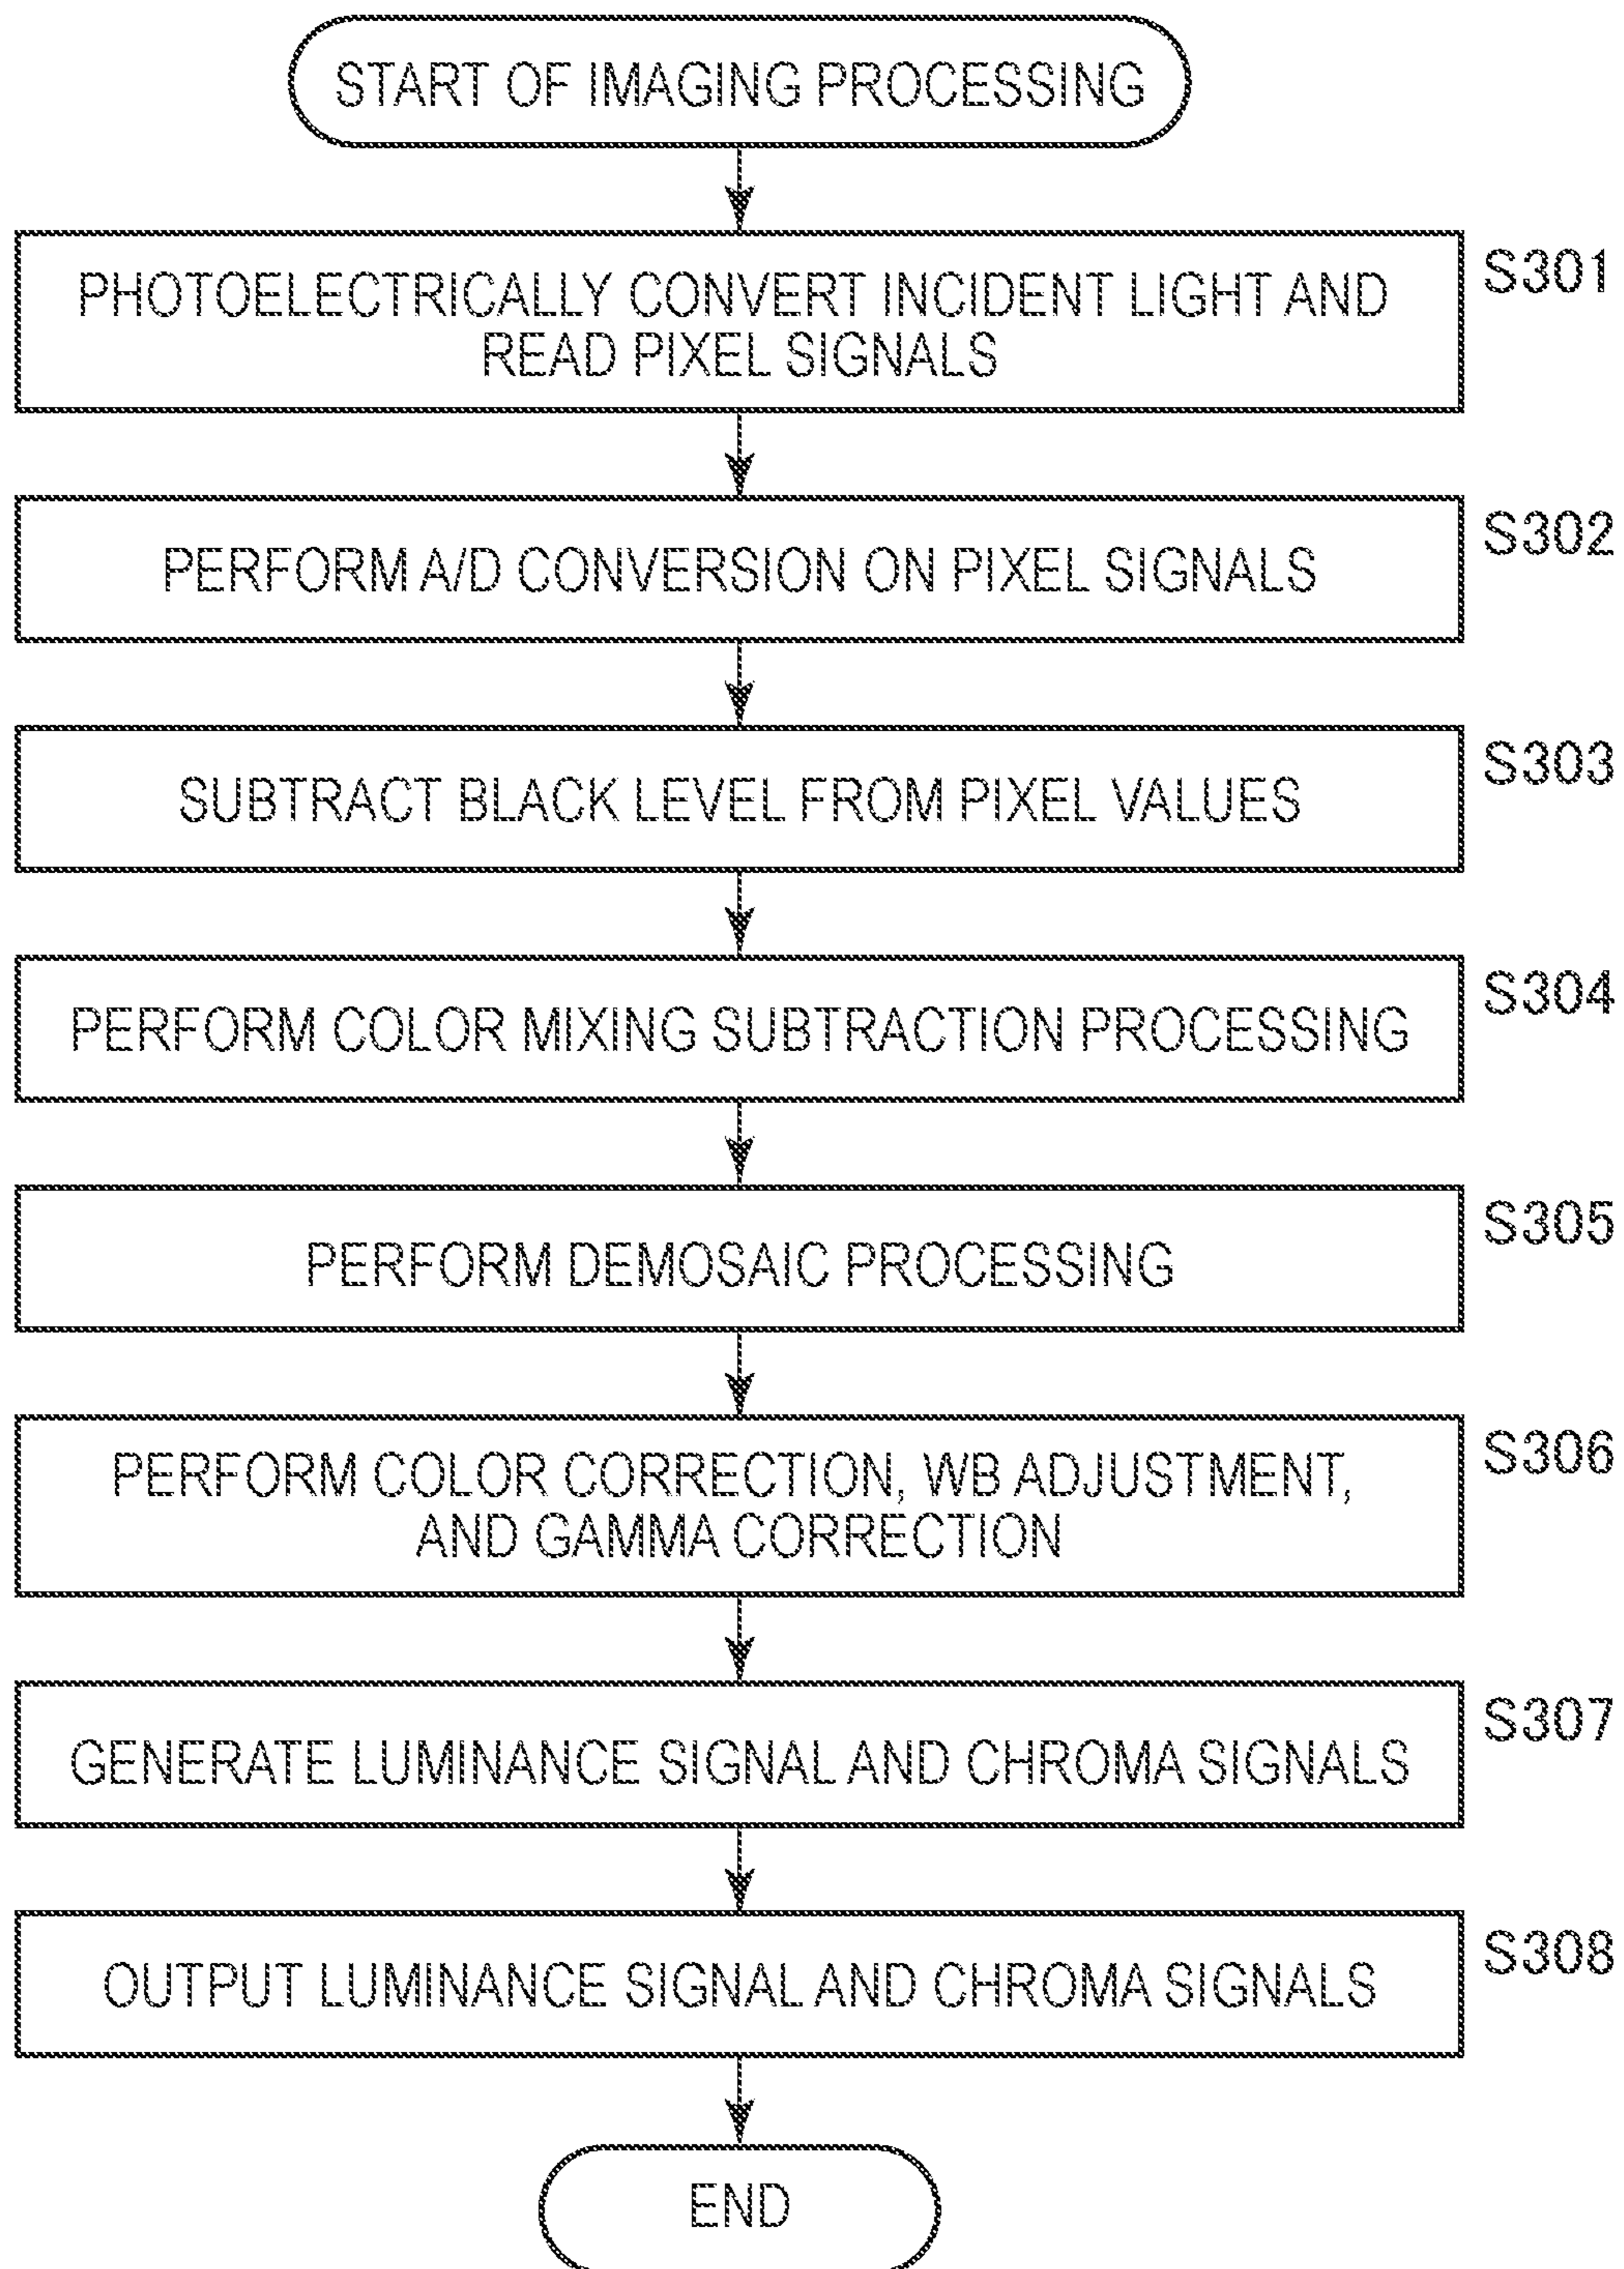 START OF IMAGING PROCESSING
PHOTOELECTRICALLY CONVERT INCIDENT LIGHT AND
READ PIXEL SIGNALS
S301
PERFORM A/D CONVERSION ON PIXEL SIGNALS
S302
SUBTRACT BLACK LEVEL FROM PIXEL VALUES
S303
PERFORM COLOR MIXING SUBTRACTION PROCESSING
S304
PERFORM DEMOSAIC PROCESSING
S305
PERFORM COLOR CORRECTION, WB ADJUSTMENT,
AND GAMMA CORRECTION
S306
GENERATE LUMINANCE SIGNAL AND CHROMA SIGNALS
S307
OUTPUT LUMINANCE SIGNAL AND CHROMA SIGNALS
S308
END